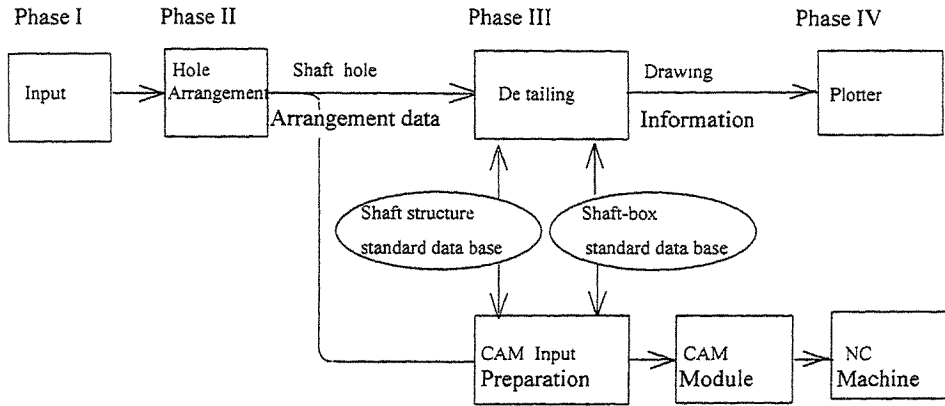 Phase I
Phase II
Phase III
Phase IV
Input
Hole
Arrangement
Shaft hole
Arrangement data
De tailing
Drawing
Information
Plotter
Shaft structure
standard data base
Shaft-box
standard data base
CAM Input
Preparation
CAM
Module
NC
Machine